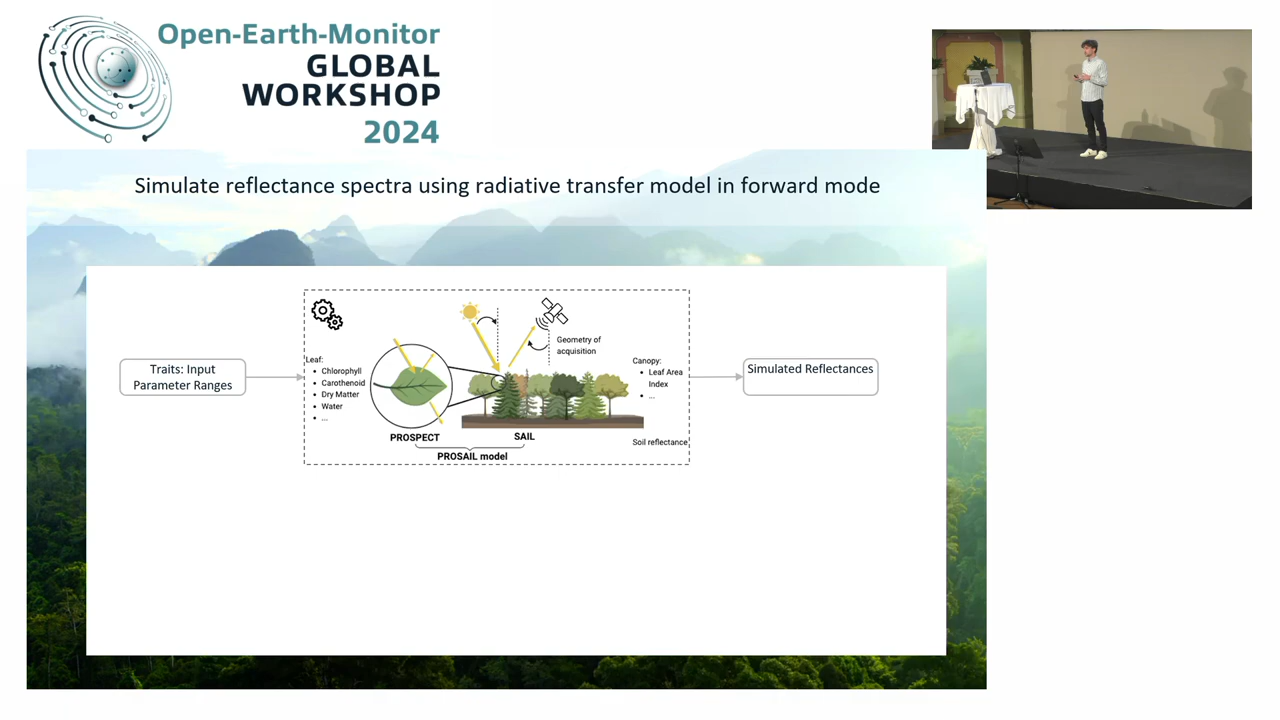 Open-Earth-Monitor
GLOBAL
WORKSHOP
2024
Simulate reflectance spectra using radiative transfer model in forward mode
Traits: Input
Parameter Ranges
Leaf:
• Chlorophyll
• Carothenoid
• Dry Matter
• Water
• ...
PROSPECT
SAIL
PROSAIL model
Geometry of
acquisition
Canopy:
• Leaf Area
Index
• ...
Soil reflectance
Simulated Reflectances